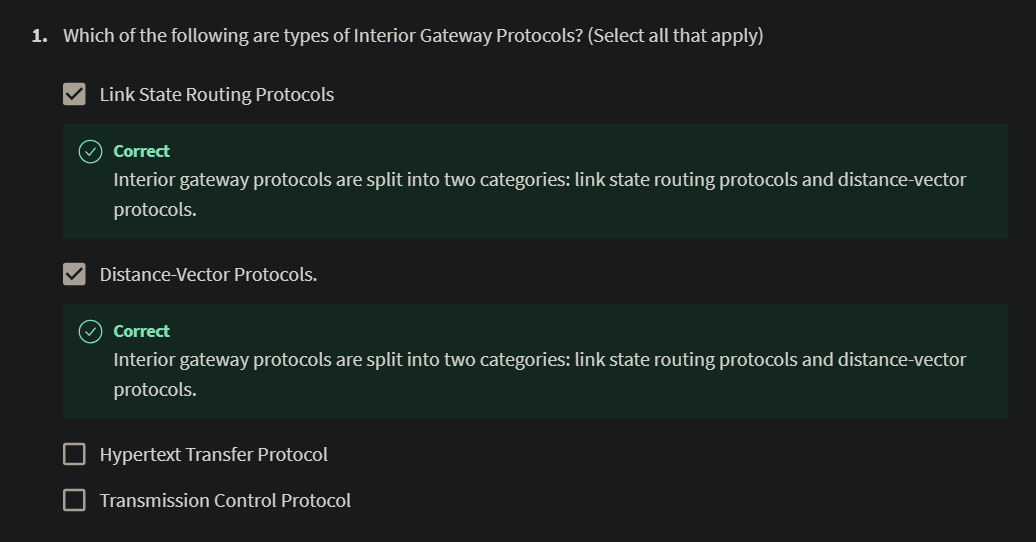 1. Which of the following are types of Interior Gateway Protocols? (Select all that apply)
Link State Routing Protocols
Correct
Interior gateway protocols are split into two categories: link state routing protocols and distance-vector
protocols.
Distance-Vector Protocols.
Correct
Interior gateway protocols are split into two categories: link state routing protocols and distance-vector
protocols.
Hypertext Transfer Protocol
Transmission Control Protocol